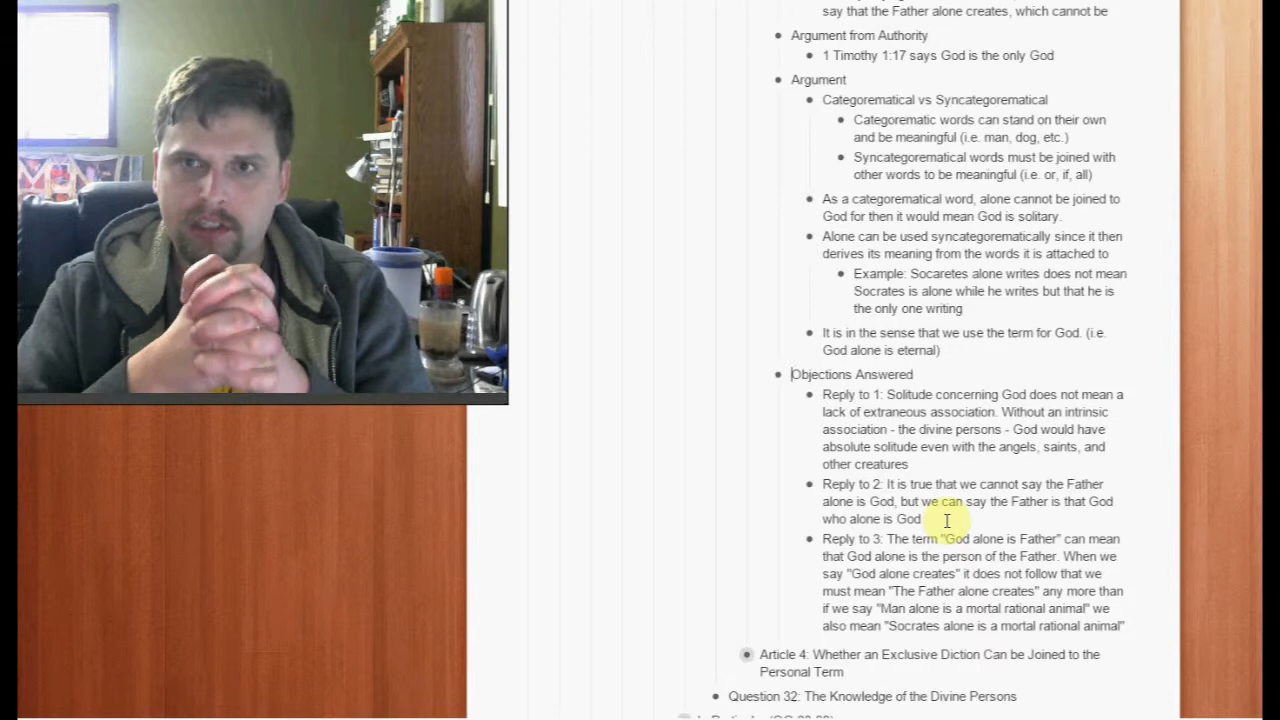 say that the Father alone creates, which cannot be
Argument from Authority
1 Timothy 1:17 says God is the only God
Argument
Categorematical vs Syncategorematical
Categorematic words can stand on their own
and be meaningful (i.e. man, dog, etc.)
Syncategorematical words must be joined with
other words to be meaningful (i.e. or, if, all)
As a categorematical word, alone cannot be joined to
God for then it would mean God is solitary.
Alone can be used syncategorematically since it then
derives its meaning from the words it is attached to
Example: Socaretes alone writes does not mean
Socrates is alone while he writes but that he is
the only one writing
It is in the sense that we use the term for God. (i.e.
God alone is eternal)
Objections Answered
Reply to 1: Solitude concerning God does not mean a
lack of extraneous association. Without an intrinsic
association - the divine persons - God would have
absolute solitude even with the angels, saints, and
other creatures
Reply to 2: It is true that we cannot say the Father
alone is God, but we can say the Father is that God
who alone is God
Reply to 3: The term "God alone is Father" can mean
that God alone is the person of the Father. When we
say "God alone creates" it does not follow that we
must mean "The Father alone creates" any more than
if we say "Man alone is a mortal rational animal" we
also mean "Socrates alone is a mortal rational animal"
Article 4: Whether an Exclusive Diction Can be Joined to the
Personal Term
Question 32: The Knowledge of the Divine Persons